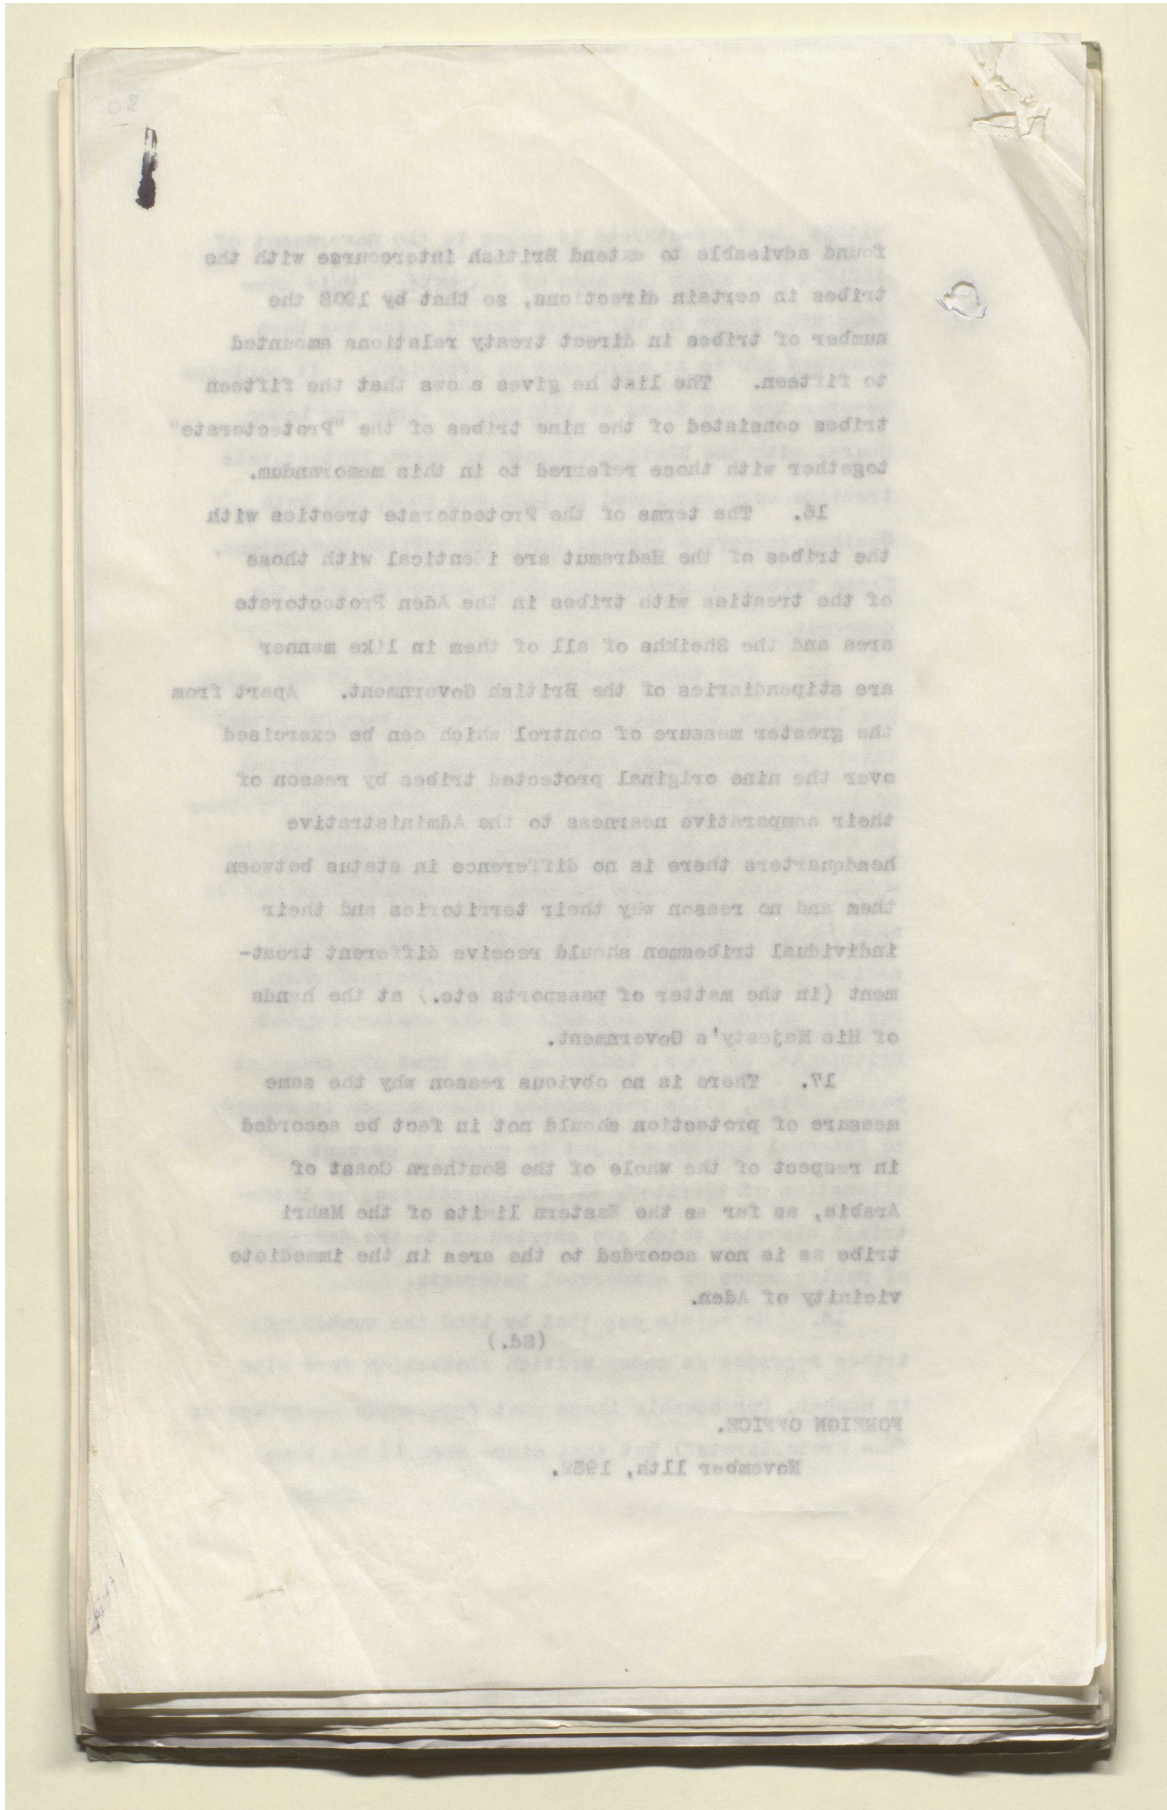 30
found advisable to extend British intercourse with the
tribes in certain directions, so that by 1908 the
number of tribes in direct treaty relations amounted
to fifteen. The list he gives s ows that the fifteen
tribes consisted of the nine tribes of the "Protectorate"
together with those referred to in this memorandum.
16. The terms of the Protectorate treaties with
the tribes of the Hadramut are identical with those
of the treaties with tribes in the Aden Protectorate
area and the Sheikhs of all of them in like manner
are stipendiaries of the British Government. Apart from
the greater measure of control which can be exercised
over the nine original protected tribes by reason of
their comparative nearness to the Administrative
headquarters there is no difference in status between
them and no reason why their territories and their
individual tribesmen should receive different treat-
ment (in the matter of passports etc.) at the hands
of His Majesty's Government.
17. There is no obvious reason why the same
measure of protection should not in fact be accorded
in respect of the whole of the Southern Coast of
Arabia, as far as the Eastern limits of the Mahri
tribe as is now accorded to the area in the immediate
vicinity of Aden.
(Sd.)
FOREIGN OFFICE.
November 11th,